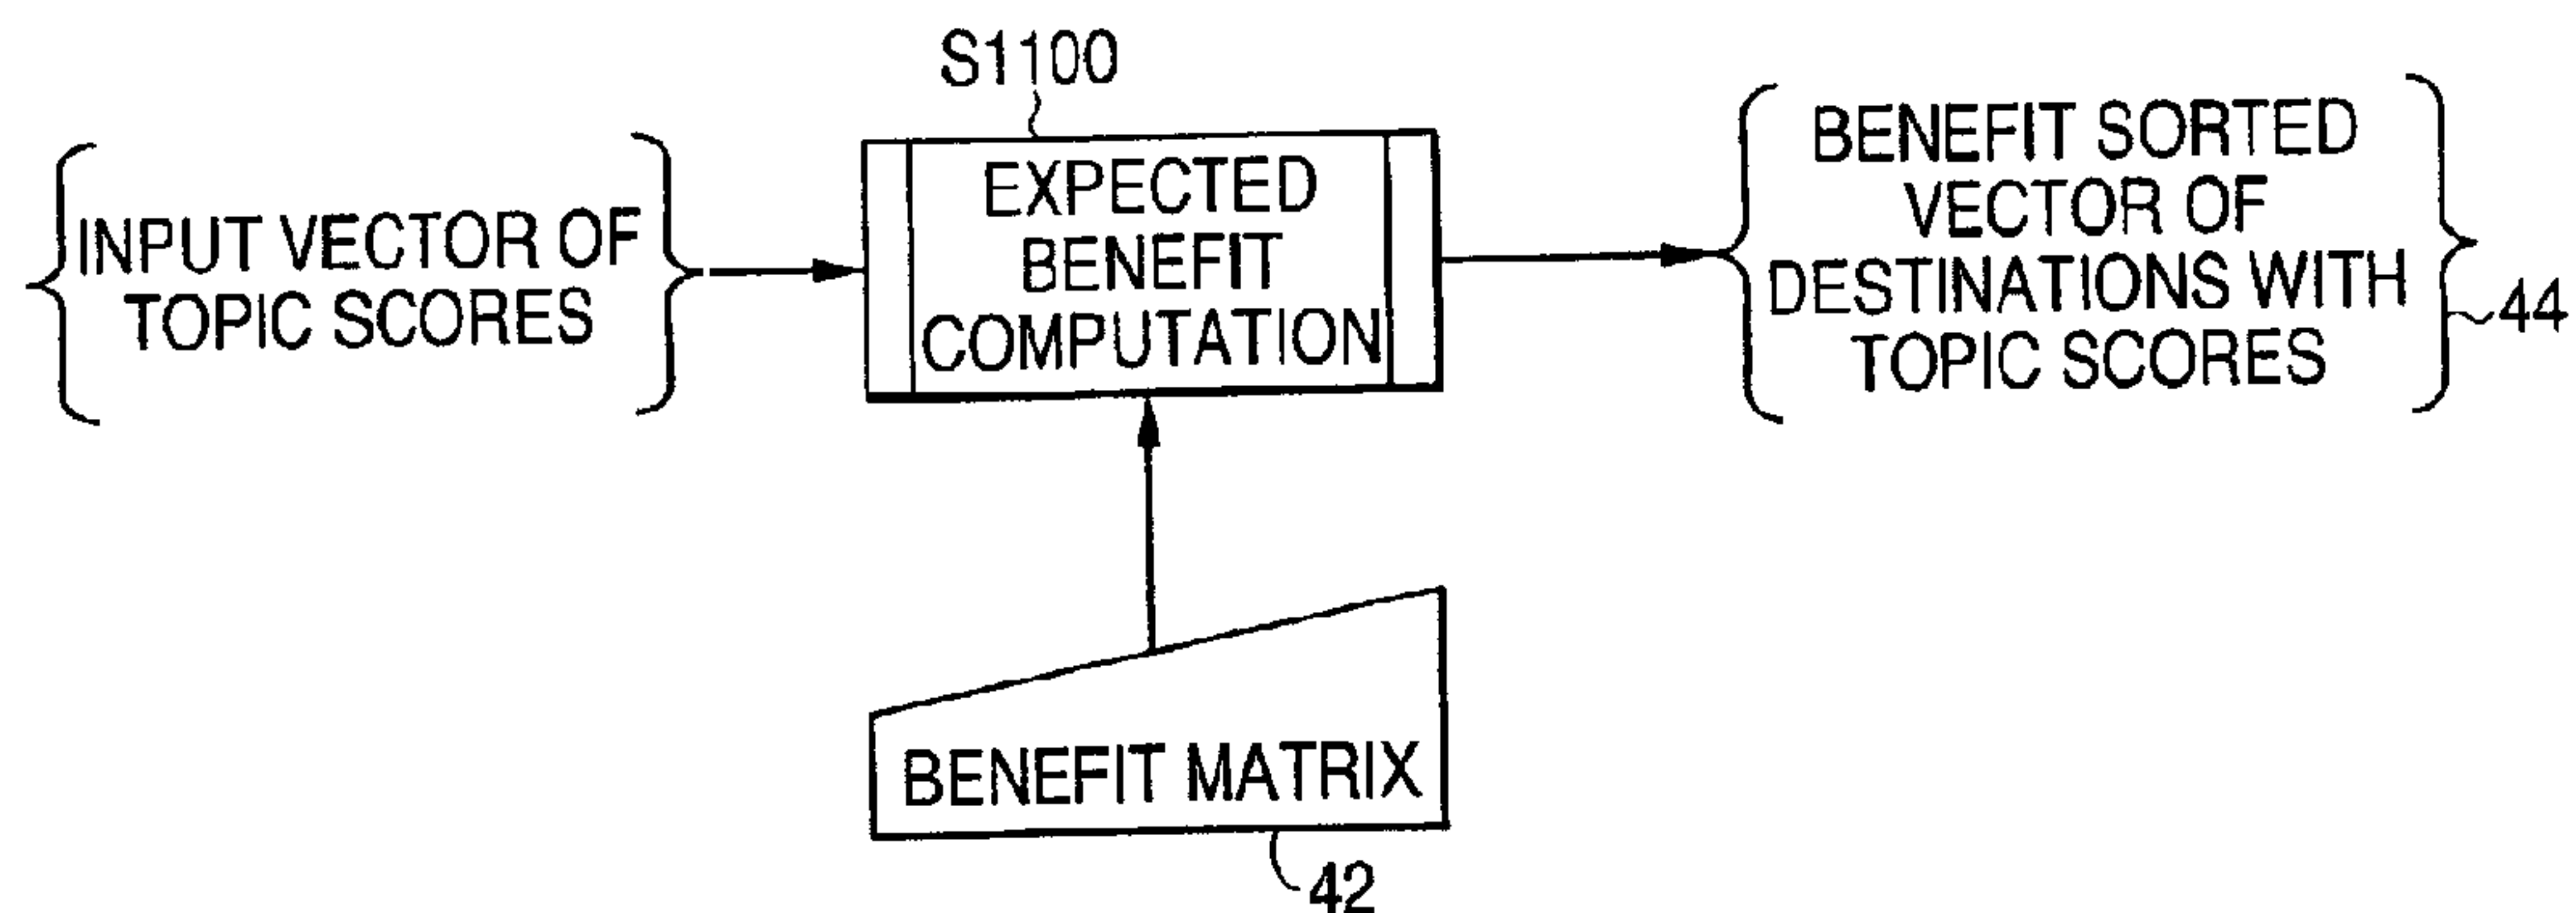 S1100
INPUT VECTOR OF
TOPIC SCORES
EXPECTED
BENEFIT
COMPUTATION
BENEFIT SORTED
VECTOR OF
DESTINATIONS WITH
TOPIC SCORES
44
BENEFIT MATRIX
42